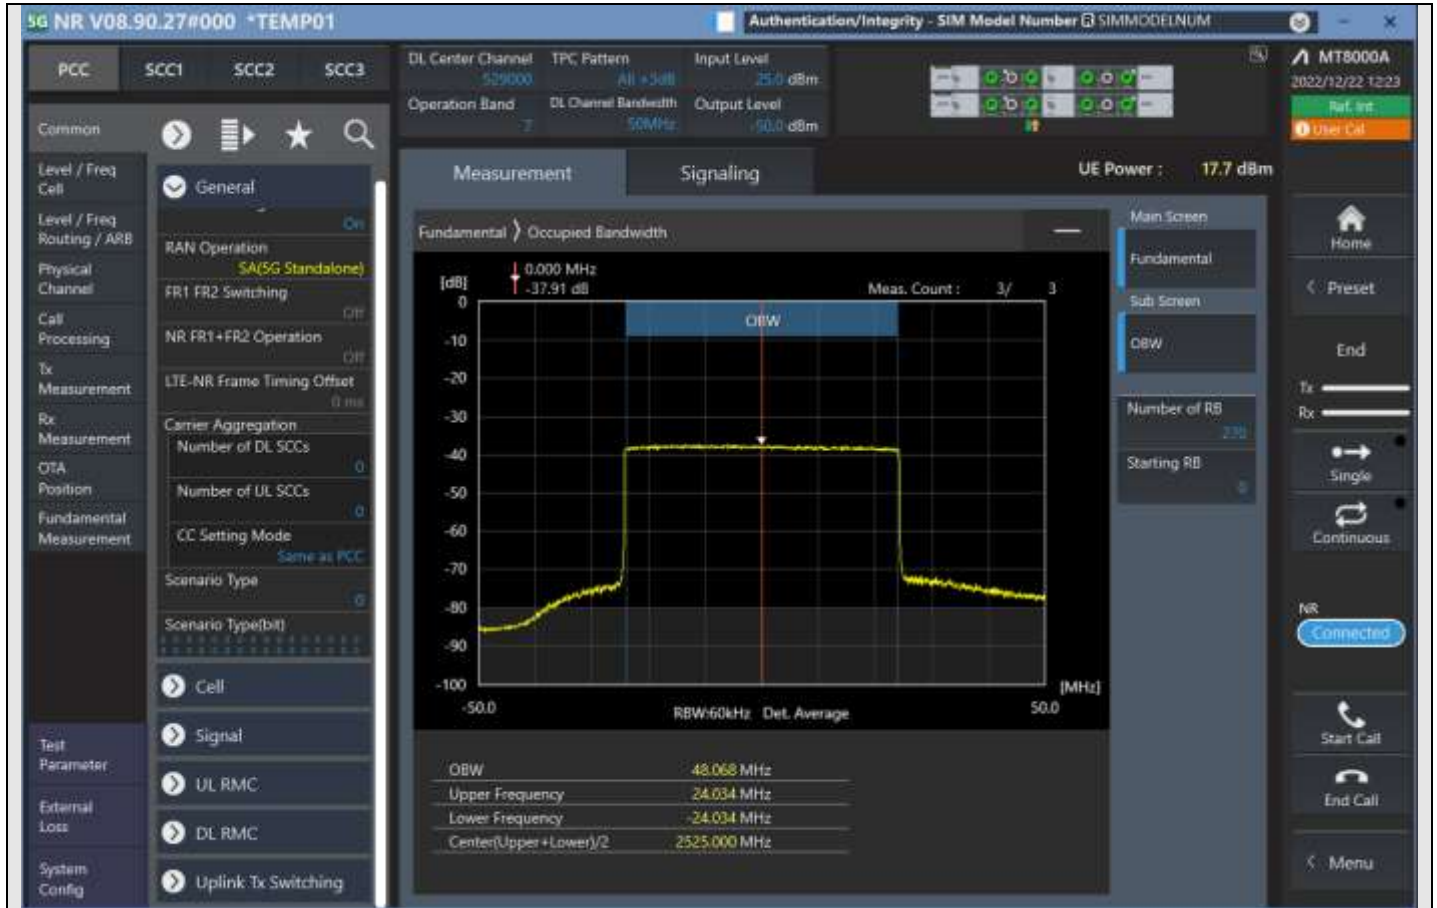 5G NR V08.90.27#000 *TEMP01
Authentication/Integrity - SIM Model Number SIMMODELNUM
PCC SCC1 SCC2 SCC3
DL Center Channel 529000
TPC Pattern All +3dB
Input Level 25.0 dBm
Operation Band 7
DL Channel Bandwidth 50MHz
Output Level -50.0 dBm
MT8000A
2022/12/22 12:23
Ref. Int.
User Cal
Common
Level / Freq
Cell
Level / Freq
Routing / ARB
Physical
Channel
Call
Processing
Tx
Measurement
Rx
Measurement
OTA
Position
Fundamental
Measurement
Test
Parameter
External
Loss
System
Config
General
On
RAN Operation
SA(5G Standalone)
FR1 FR2 Switching
Off
NR FR1+FR2 Operation
Off
LTE-NR Frame Timing Offset
0 ms
Carrier Aggregation
Number of DL SCCs
0
Number of UL SCCs
0
CC Setting Mode
Same as PCC
Scenario Type
0
Scenario Type(bit)
Cell
Signal
UL RMC
DL RMC
Uplink Tx Switching
Measurement Signaling
UE Power : 17.7 dBm
Fundamental Occupied Bandwidth
0.000 MHz
-37.91 dB
[dB]
Meas. Count : 3/ 3
OBW
0
-10
-20
-30
-40
-50
-60
-70
-80
-90
-100
[MHz]
-50.0 RBW:60kHz Det. Average 50.0
OBW 48.068 MHz
Upper Frequency 24.034 MHz
Lower Frequency -24.034 MHz
Center(Upper+Lower)/2 2525.000 MHz
Main Screen
Fundamental
Sub Screen
OBW
Number of RB
270
Starting RB
0
Home
Preset
End
Tx
Rx
Single
Continuous
NR
Connected
Start Call
End Call
Menu